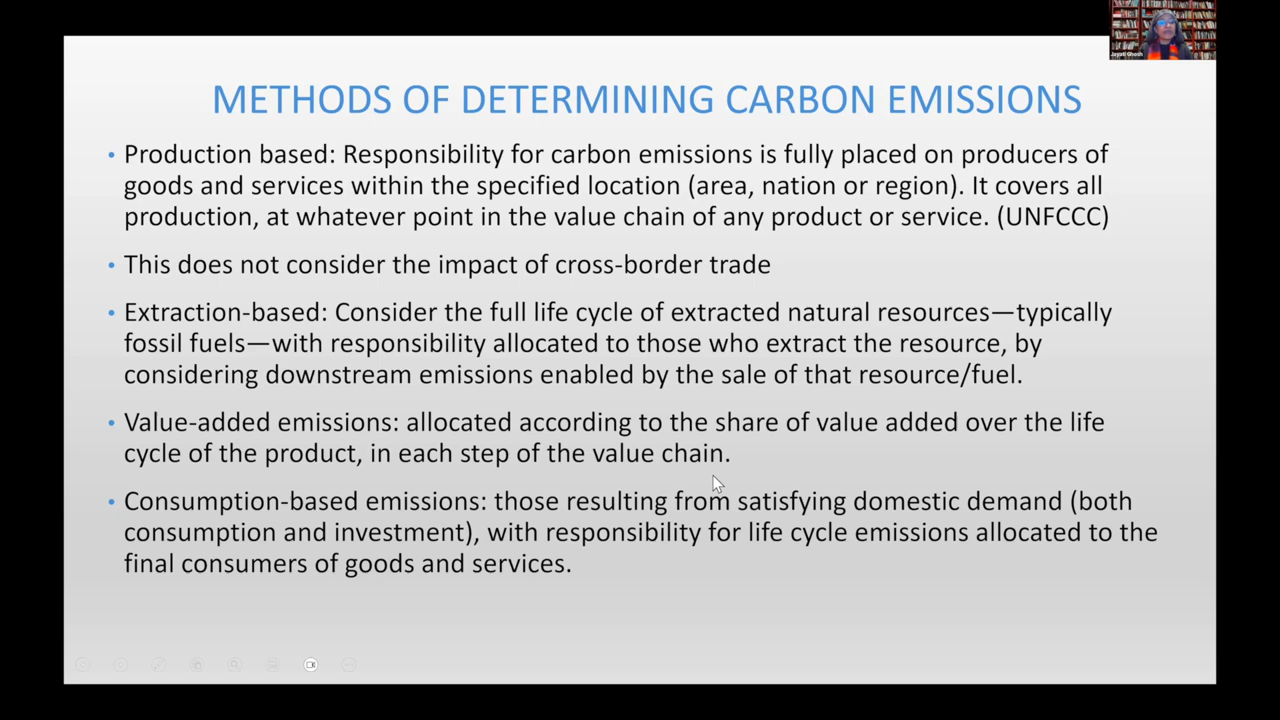 Jayati Ghosh
METHODS OF DETERMINING CARBON EMISSIONS
• Production based: Responsibility for carbon emissions is fully placed on producers of
goods and services within the specified location (area, nation or region). It covers all
production, at whatever point in the value chain of any product or service. (UNFCCC)
• This does not consider the impact of cross-border trade
• Extraction-based: Consider the full life cycle of extracted natural resources—typically
fossil fuels—with responsibility allocated to those who extract the resource, by
considering downstream emissions enabled by the sale of that resource/fuel.
• Value-added emissions: allocated according to the share of value added over the life
cycle of the product, in each step of the value chain.
• Consumption-based emissions: those resulting from satisfying domestic demand (both
consumption and investment), with responsibility for life cycle emissions allocated to the
final consumers of goods and services.